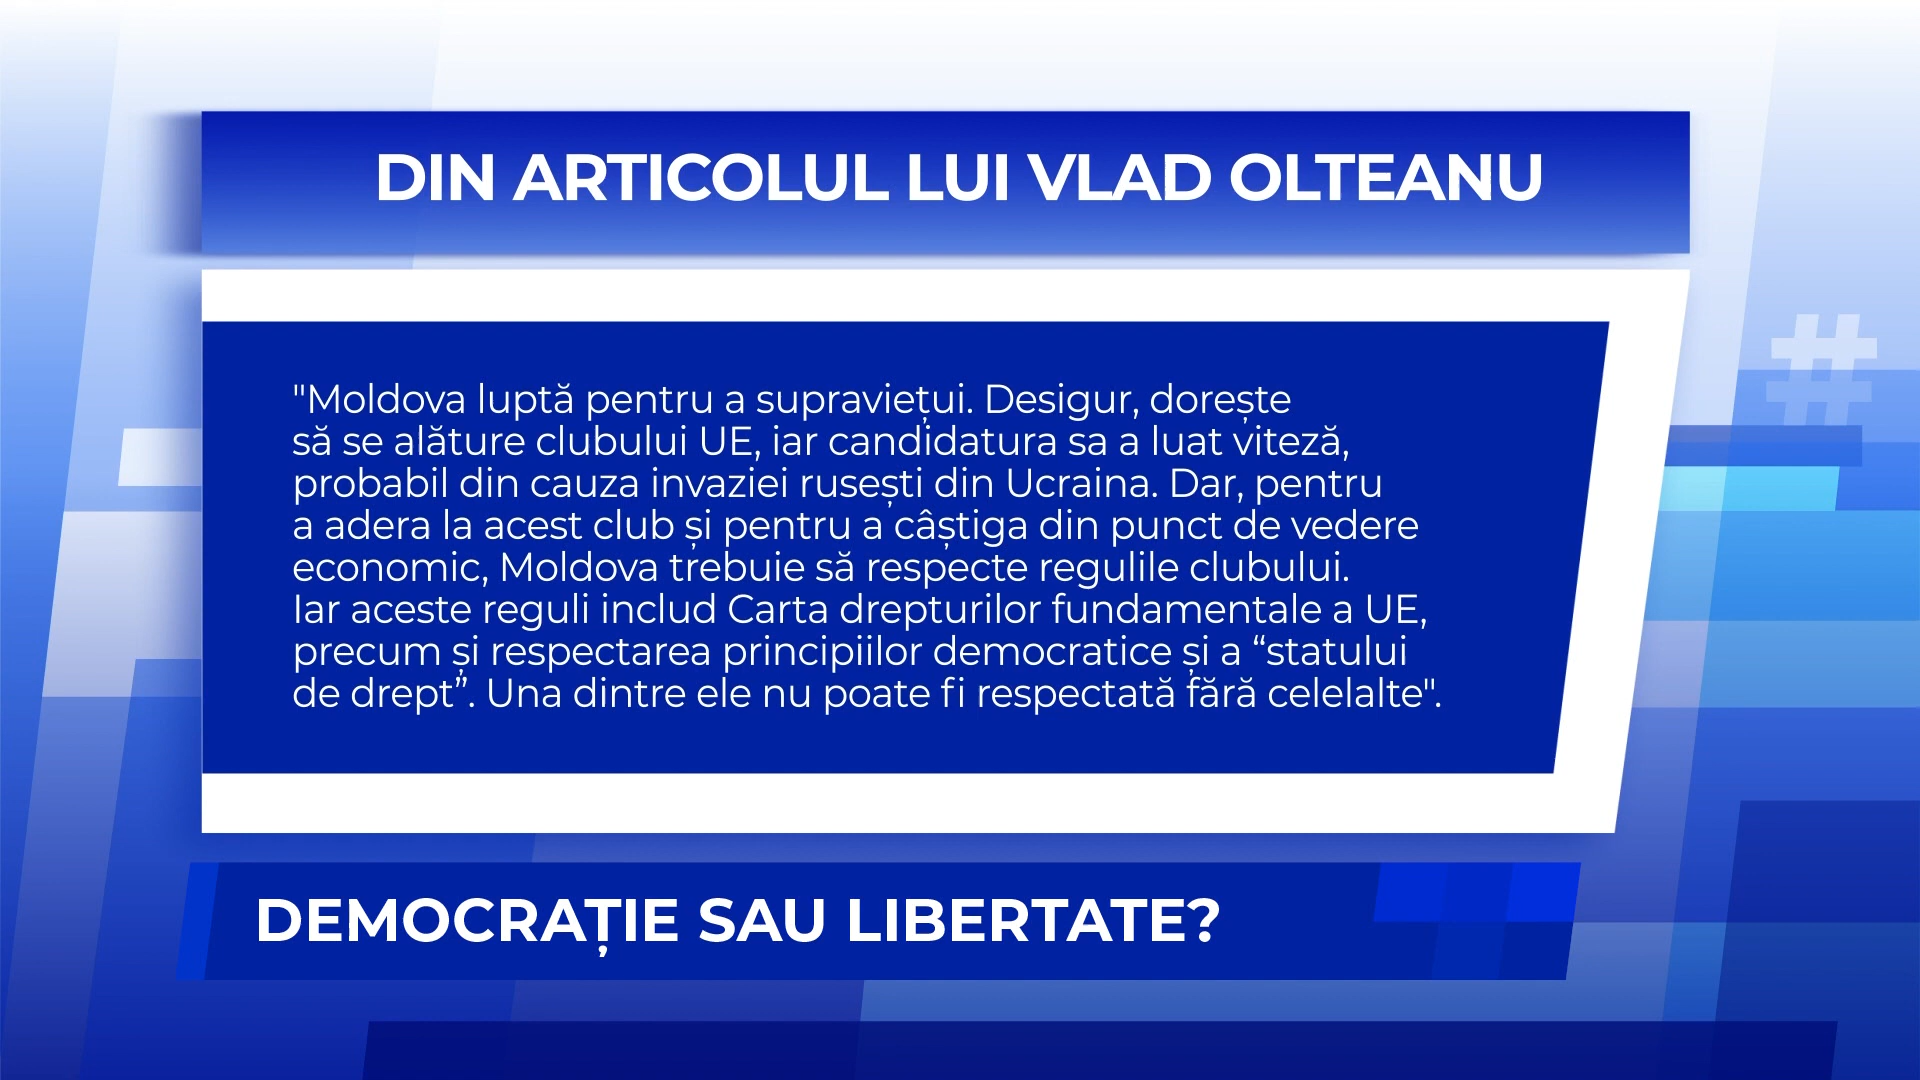 DIN ARTICOLUL LUI VLAD OLTEANU
"Moldova luptă pentru a supraviețui. Desigur, dorește
să se alăture clubului UE, iar candidatura sa a luat viteză,
probabil din cauza invaziei rusești din Ucraina. Dar, pentru
a adera la acest club și pentru a câștiga din punct de vedere
economic, Moldova trebuie să respecte regulile clubului.
Iar aceste reguli includ Carta drepturilor fundamentale a UE,
precum și respectarea principiilor democratice și a “statului
de drept”. Una dintre ele nu poate fi respectată fără celelalte".
#
DEMOCRAȚIE SAU LIBERTATE?